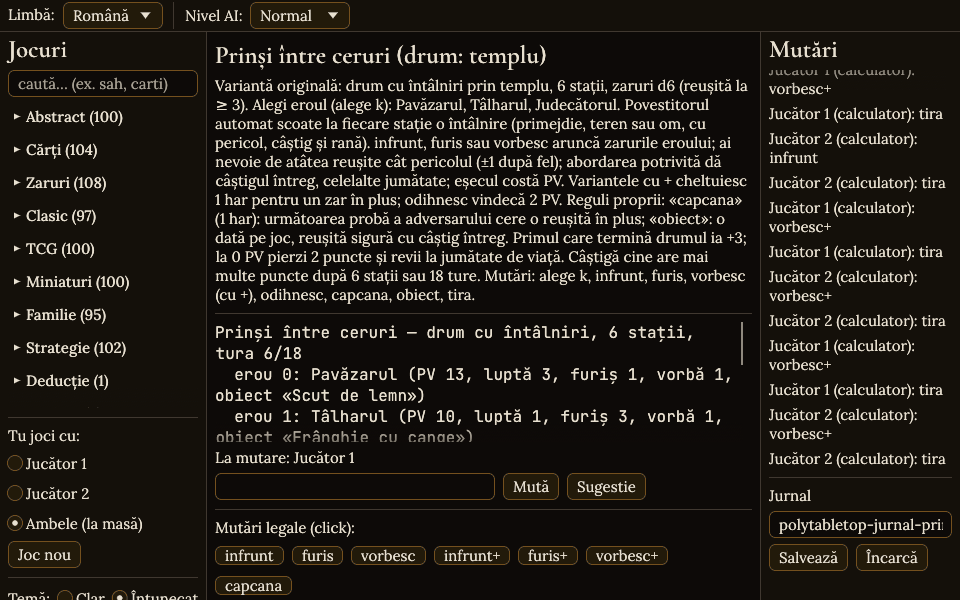 Limbă: Română Nivel AI: Normal
Jocuri
caută... (ex. sah, carti)
Abstract (100)
Cărți (104)
Zaruri (108)
Clasic (97)
TCG (100)
Miniaturi (100)
Familie (95)
Strategie (102)
Deducție (1)
Tu joci cu:
Jucător 1
Jucător 2
Ambele (la masă)
Joc nou
Temă: Clar Întunecat
Prinși între ceruri (drum: templu)
Variantă originală: drum cu întâlniri prin templu, 6 stații, zaruri d6 (reușită la
≥ 3). Alegi eroul (alege k): Pavăzarul, Tâlharul, Judecătorul. Povestitorul
automat scoate la fiecare stație o întâlnire (primejdie, teren sau om, cu
pericol, câștig și rană). infrunt, furis sau vorbesc aruncă zarurile eroului; ai
nevoie de atâtea reușite cât pericolul (±1 după fel); abordarea potrivită dă
câștigul întreg, celelalte jumătate; eșecul costă PV. Variantele cu + cheltuiesc
1 har pentru un zar în plus; odihnesc vindecă 2 PV. Reguli proprii: «capcana»
(1 har): următoarea probă a adversarului cere o reușită în plus; «obiect»: o
dată pe joc, reușită sigură cu câștig întreg. Primul care termină drumul ia +3;
la 0 PV pierzi 2 puncte și revii la jumătate de viață. Câștigă cine are mai
multe puncte după 6 stații sau 18 ture. Mutări: alege k, infrunt, furis, vorbesc
(cu +), odihnesc, capcana, obiect, tira.
Prinși între ceruri — drum cu întâlniri, 6 stații,
tura 6/18
erou 0: Pavăzarul (PV 13, luptă 3, furiș 1, vorbă 1,
obiect «Scut de lemn»)
erou 1: Tâlharul (PV 10, luptă 1, furiș 3, vorbă 1,
obiect «Frânghie cu cange»)
La mutare: Jucător 1
Mută Sugestie
Mutări legale (click):
infrunt furis vorbesc infrunt+ furis+ vorbesc+
capcana
Mutări
Jucător 1 (calculator):
vorbesc+
Jucător 1 (calculator): tira
Jucător 2 (calculator):
infrunt
Jucător 2 (calculator): tira
Jucător 1 (calculator):
vorbesc+
Jucător 1 (calculator): tira
Jucător 2 (calculator):
vorbesc+
Jucător 2 (calculator): tira
Jucător 1 (calculator):
vorbesc+
Jucător 1 (calculator): tira
Jucător 2 (calculator):
vorbesc+
Jucător 2 (calculator): tira
Jurnal
polytabletop-jurnal-pri
Salvează Încarcă